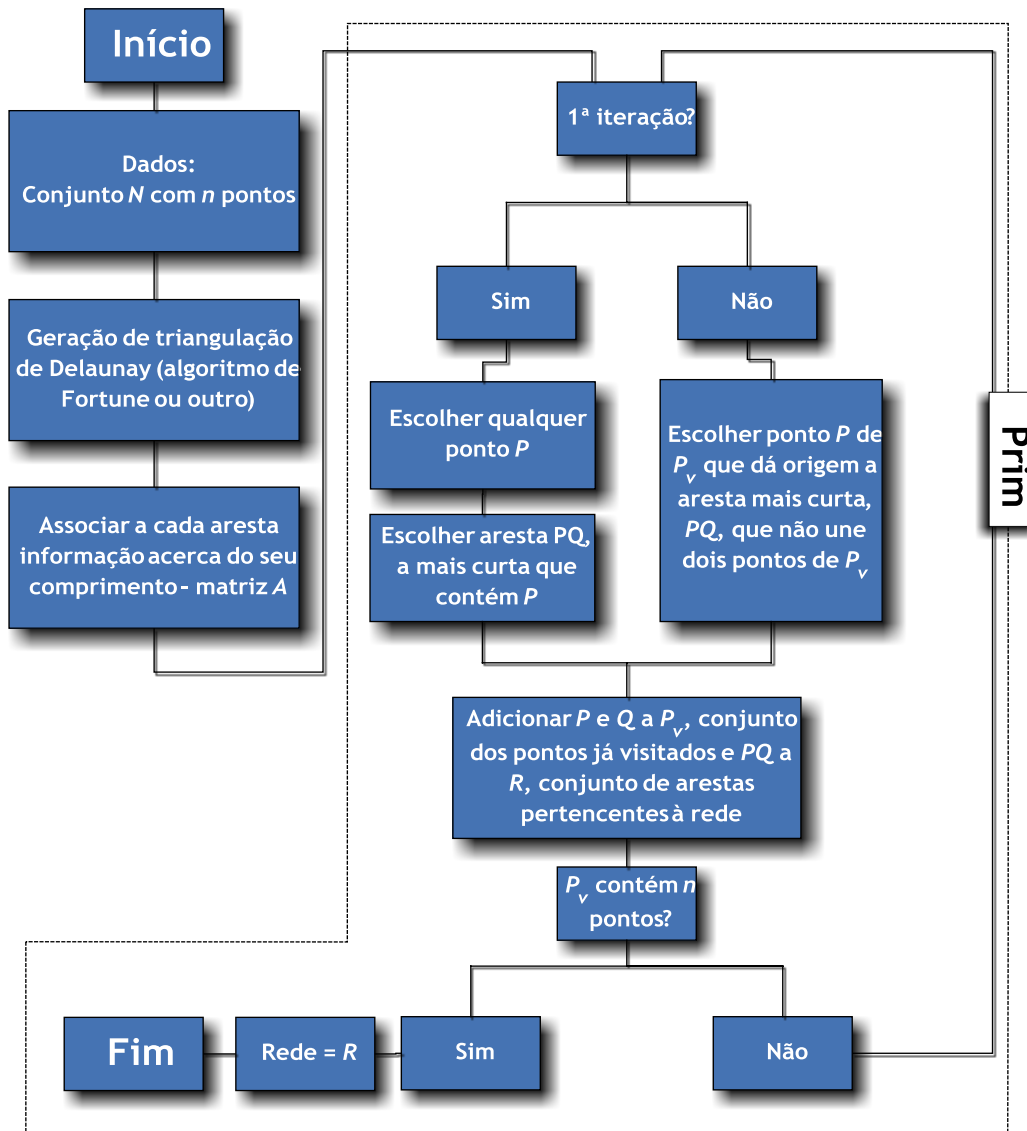 Início
Dados:
Conjunto N com n pontos
Geração de triangulação
de Delaunay (algoritmo de
Fortune ou outro)
Associar a cada aresta
informação acerca do seu
comprimento - matriz A
1ª iteração?
Sim
Não
Escolher qualquer
ponto P
Escolher aresta PQ,
a mais curta que
contém P
Escolher ponto P de
Pv que dá origem a
aresta mais curta,
PQ, que não une
dois pontos de Pv
Prim
Adicionar P e Q a Pv, conjunto
dos pontos já visitados e PQ a
R, conjunto de arestas
pertencentes à rede
Pv contém n
pontos?
Sim
Não
Rede = R
Fim